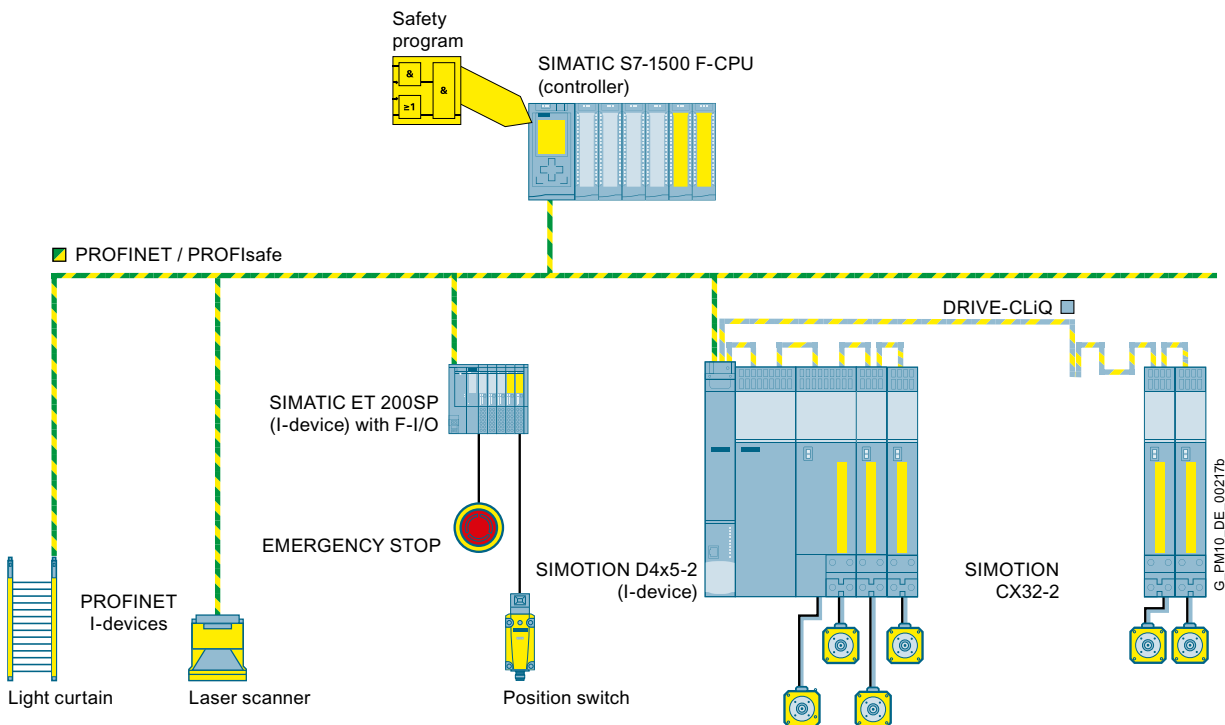 Safety
program
&
≥1
&
SIMATIC S7-1500 F-CPU
(controller)
PROFINET / PROFIsafe
DRIVE-CLiQ
SIMATIC ET 200SP
(I-device) with F-I/O
EMERGENCY STOP
SIMOTION D4x5-2
(I-device)
SIMOTION
CX32-2
PROFINET
I-devices
Light curtain
Laser scanner
Position switch
G_PM10_DE_00217b